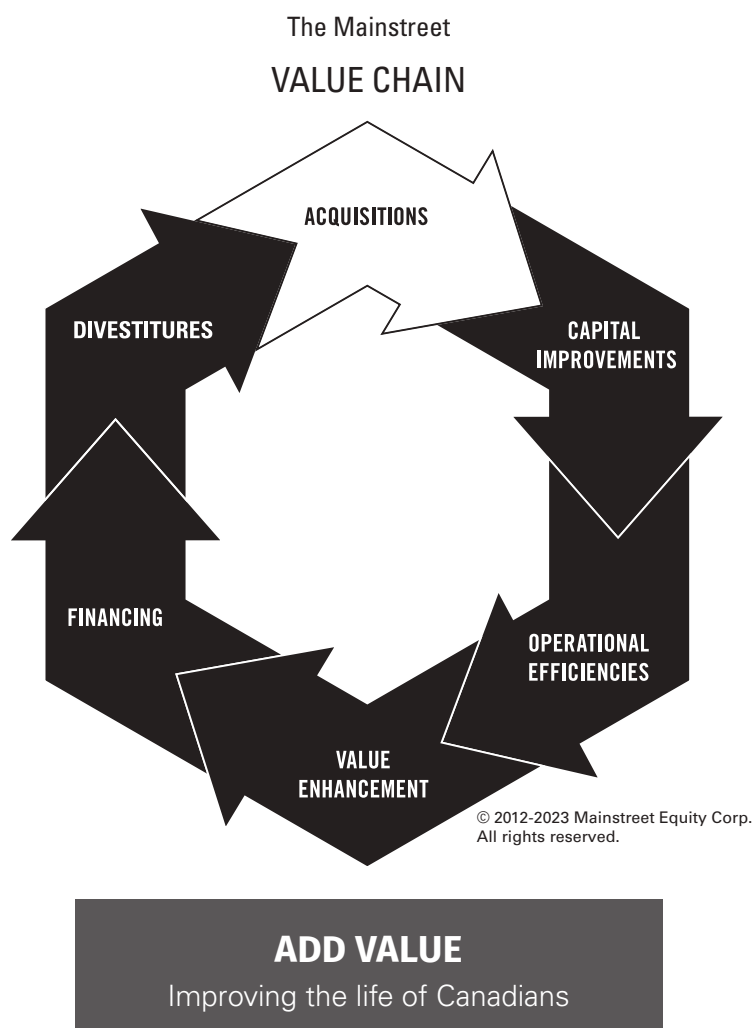 The Mainstreet
VALUE CHAIN
ACQUISITIONS
CAPITAL
IMPROVEMENTS
OPERATIONAL
EFFICIENCIES
VALUE
ENHANCEMENT
FINANCING
DIVESTITURES
© 2012-2023 Mainstreet Equity Corp.
All rights reserved.
ADD VALUE
Improving the life of Canadians